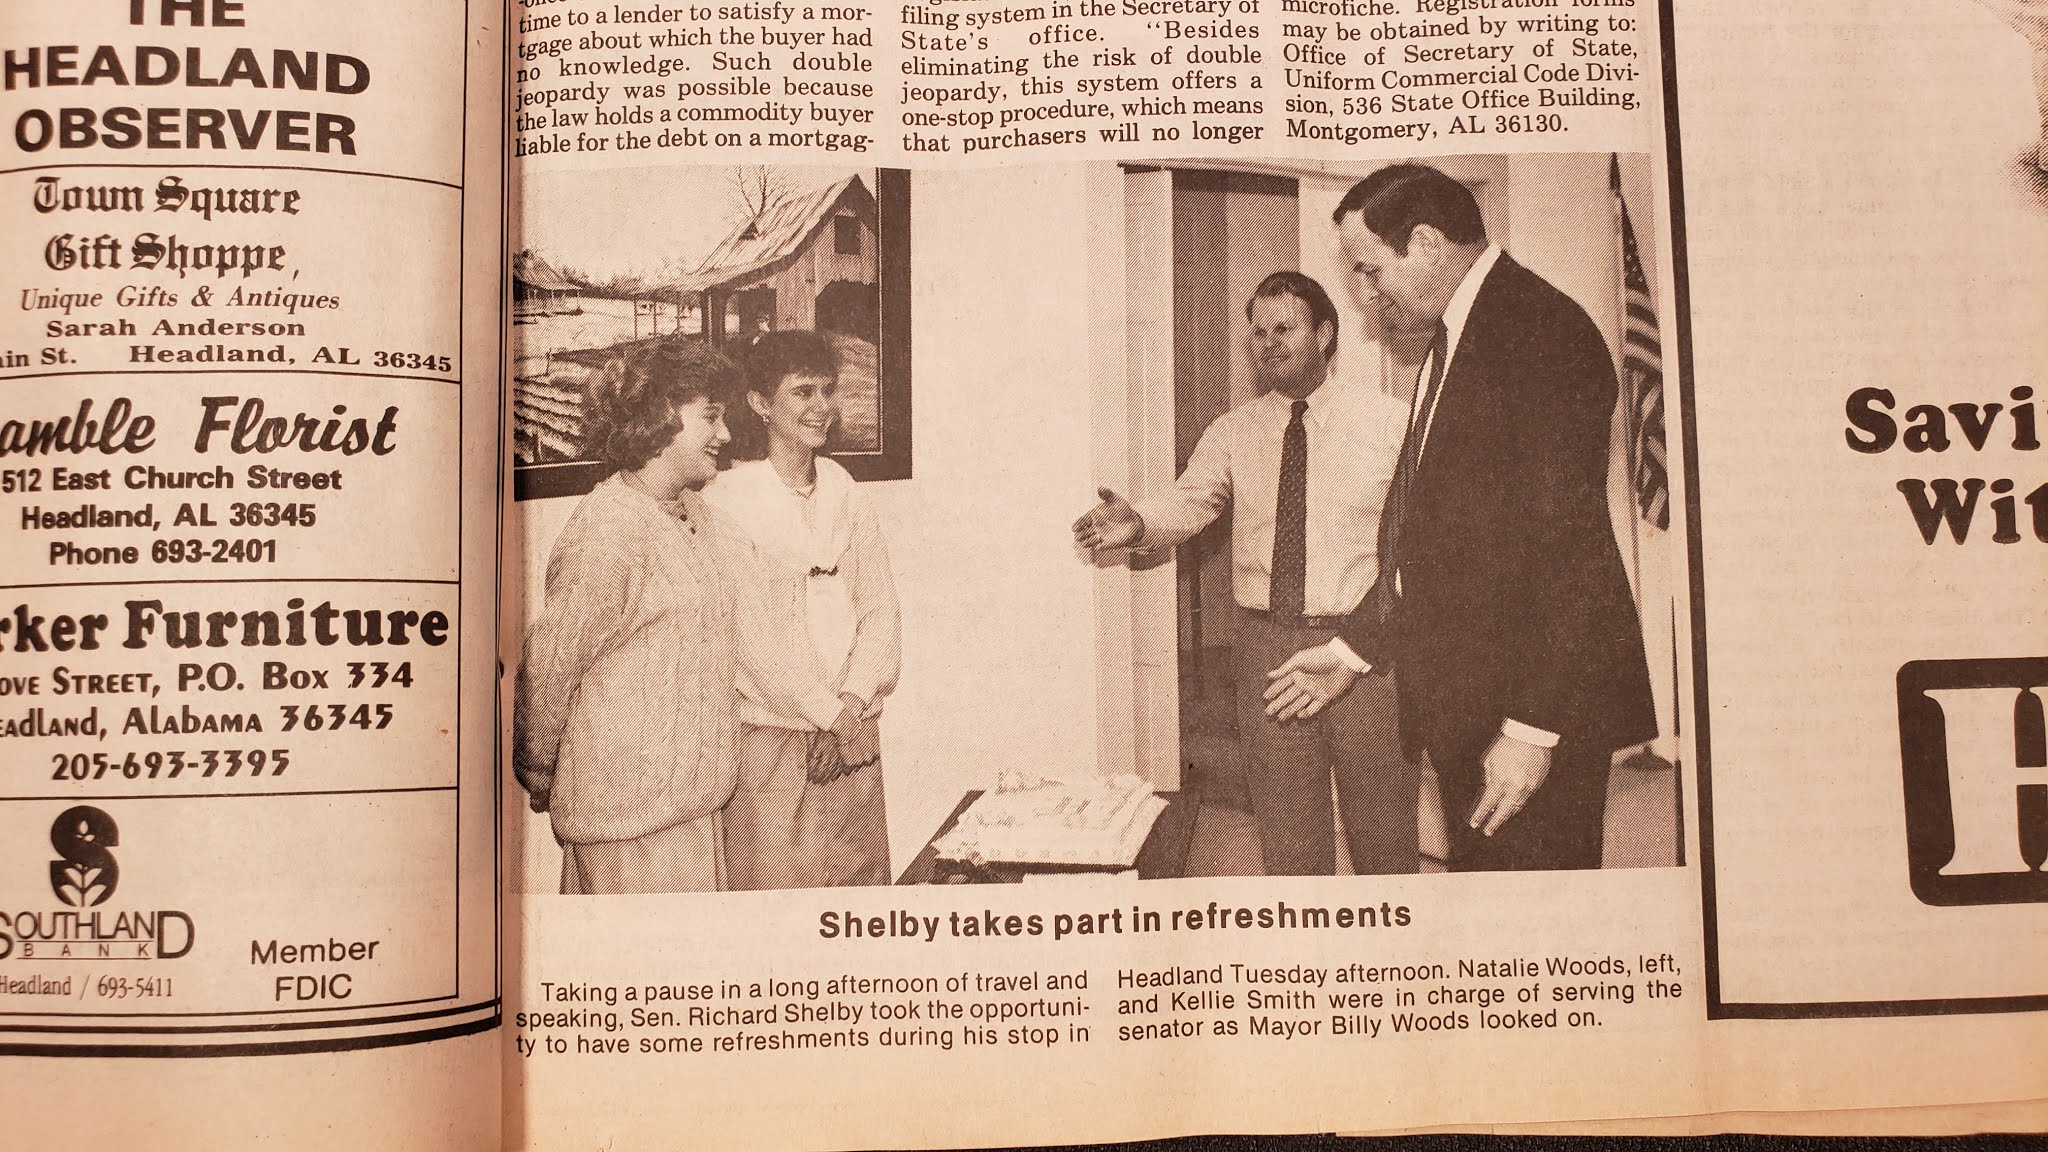 THE
HEADLAND
OBSERVER
Town Square
Gift Shoppe,
Unique Gifts & Antiques
Sarah Anderson
St. Headland, AL 36345
Florist
512 East Church Street
Headland, AL 36345
Phone 693-2401
Furniture
STREET, P.O. BOX 334
ALABAMA 36345
205-693-3395
SOUTHLAND
BANK
Member
FDIC
Headland / 693-5411
time to a lender to satisfy a mor-
tgage about which the buyer had
no knowledge. Such double
jeopardy was possible because
the law holds a commodity buyer
liable for the debt on a mortgag-
filing system in the Secretary of
State's office. "Besides
eliminating the risk of double
jeopardy, this system offers a
one-stop procedure, which means
that purchasers will no longer
microfiche. Registration forms
may be obtained by writing to:
Office of Secretary of State,
Uniform Commercial Code Divi-
sion, 536 State Office Building,
Montgomery, AL 36130.
Shelby takes part in refreshments
Taking a pause in a long afternoon of travel and
speaking, Sen. Richard Shelby took the opportuni-
ty to have some refreshments during his stop in
Headland Tuesday afternoon. Natalie Woods, left,
and Kellie Smith were in charge of serving the
senator as Mayor Billy Woods looked on.
Savi
Wit